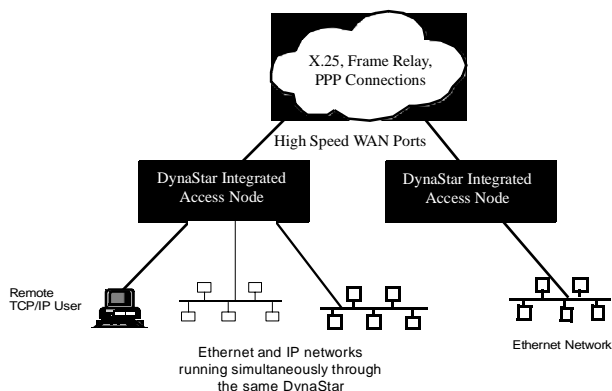 X.25, Frame Relay,
PPP Connections
High Speed WAN Ports
DynaStar Integrated
Access Node
DynaStar Integrated
Access Node
Remote
TCP/IP User
Ethernet and IP networks
running simultaneously through
the same DynaStar
Ethernet Network